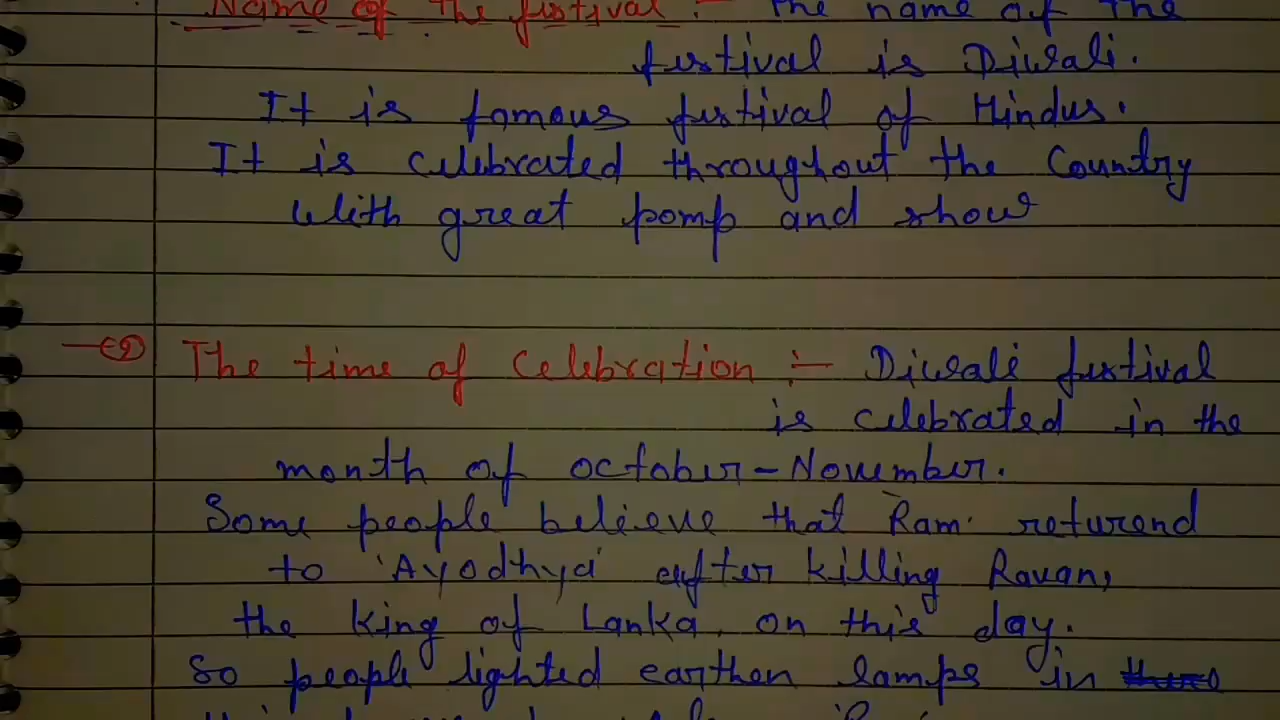 Name of the festival :- The name of the
festival is Diwali.
It is famous festival of Hindus.
It is celebrated throughout the Country
With great pomp and show
② The time of Celebration :- Diwali festival
is celebrated in the
month of october-November.
Some people believe that Ram returend
to 'Ayodhya' after killing Ravan,
the king of Lanka, on this day.
So people lighted earthen lamps in